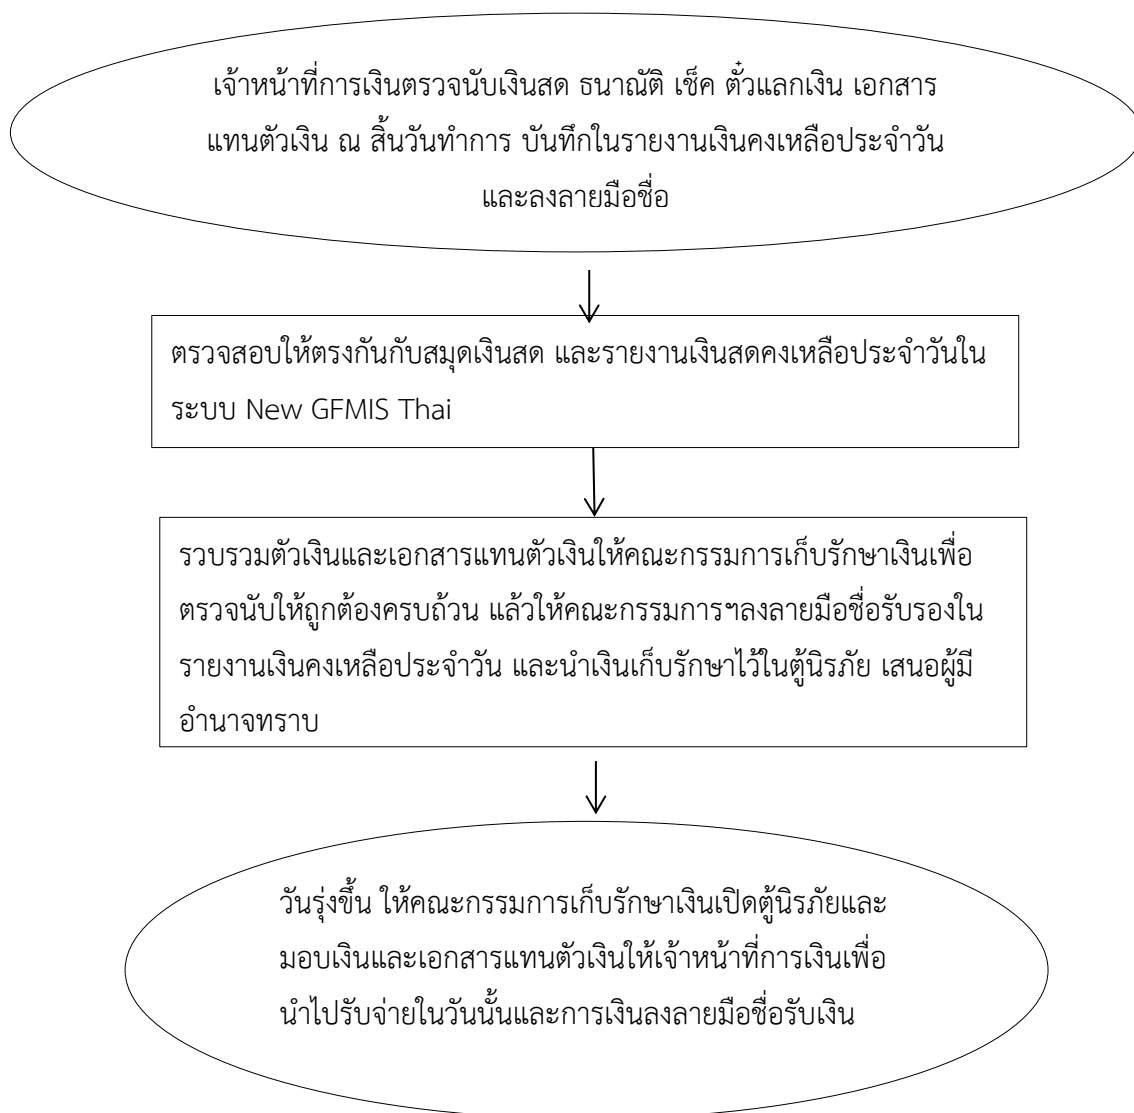 เจ้าหน้าที่การเงินตรวจนับเงินสด ธนาณัติ เช็ค ตั๋วแลกเงิน เอกสาร
แทนตัวเงิน ณ สิ้นวันทำการ บันทึกในรายงานเงินคงเหลือประจำวัน
และลงลายมือชื่อ
ตรวจสอบให้ตรงกันกับสมุดเงินสด และรายงานเงินสดคงเหลือประจำวันใน
ระบบ New GFMIS Thai
รวบรวมตัวเงินและเอกสารแทนตัวเงินให้คณะกรรมการเก็บรักษาเงินเพื่อ
ตรวจนับให้ถูกต้องครบถ้วน แล้วให้คณะกรรมการฯลงลายมือชื่อรับรองใน
รายงานเงินคงเหลือประจำวัน และนำเงินเก็บรักษาไว้ในตู้นิรภัย เสนอผู้มี
อำนาจทราบ
วันรุ่งขึ้น ให้คณะกรรมการเก็บรักษาเงินเปิดตู้นิรภัยและ
มอบเงินและเอกสารแทนตัวเงินให้เจ้าหน้าที่การเงินเพื่อ
นำไปรับจ่ายในวันนั้นและการเงินลงลายมือชื่อรับเงิน